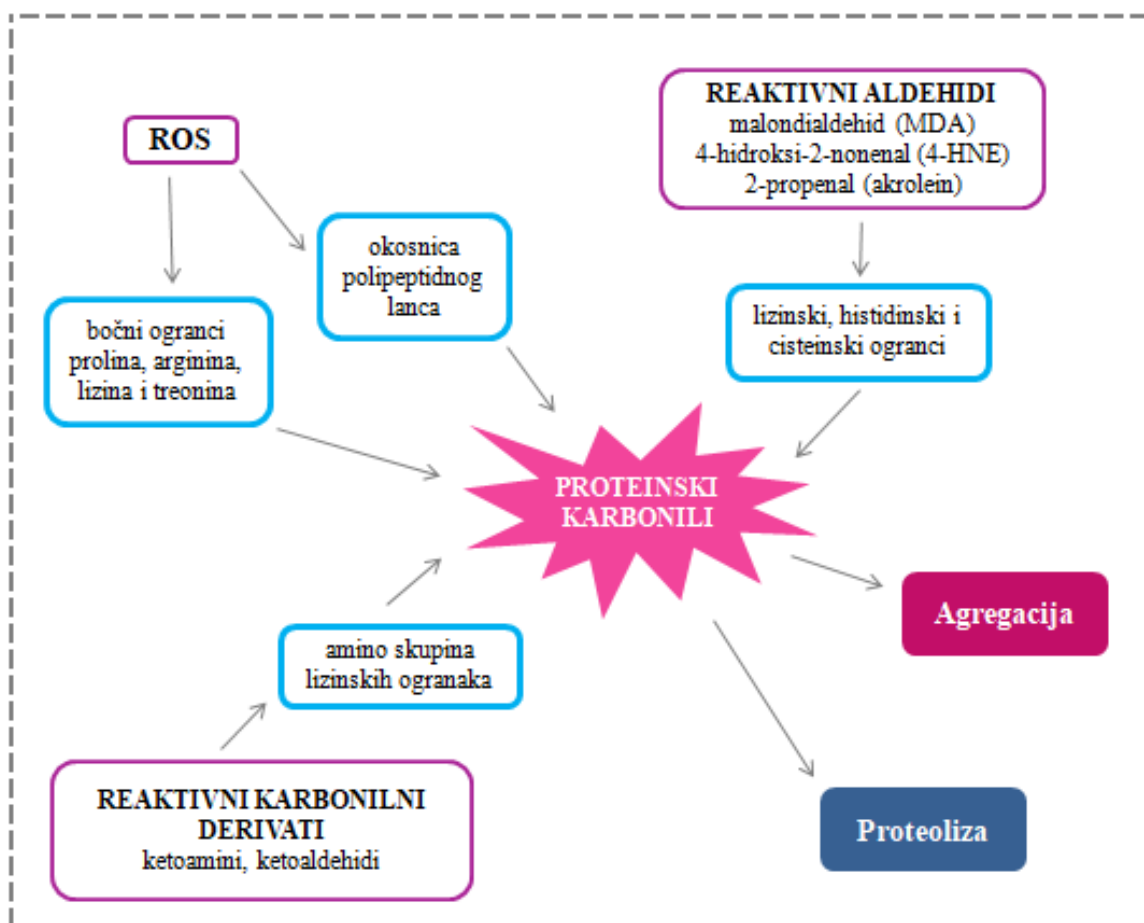 ROS
REAKTIVNI ALDEHIDI
malondialdehid (MDA)
4-hidroksi-2-nonenal (4-HNE)
2-propenal (akrolein)
okosnica
polipeptidnog
lanca
bočni ogranci
prolina, arginina,
lizina i treonina
lizinski, histidinski i
cisteinski ogranci
PROTEINSKI
KARBONILI
Agregacija
amino skupina
lizinskih ogranaka
REAKTIVNI KARBONILNI
DERIVATI
ketoamini, ketoaldehidi
Proteoliza